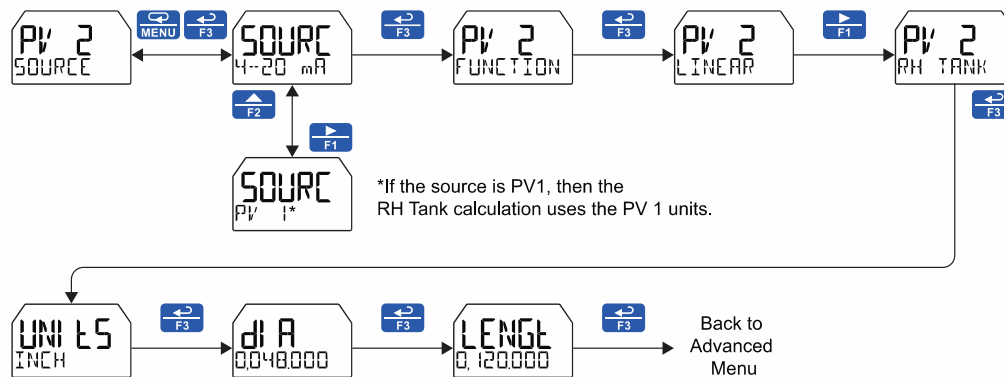 PV 2
SOURCE
MENU
F3
SOURC
4--20 mA
F3
PV 2
FUNCTION
F3
PV 2
LINEAR
F1
PV 2
RH TANK
F3
F2
F1
SOURC
PV 1*
*If the source is PV1, then the
RH Tank calculation uses the PV 1 units.
UNItS
INCH
F3
dI A
0,048.000
F3
LENGt
0,120.000
F3
Back to
Advanced
Menu